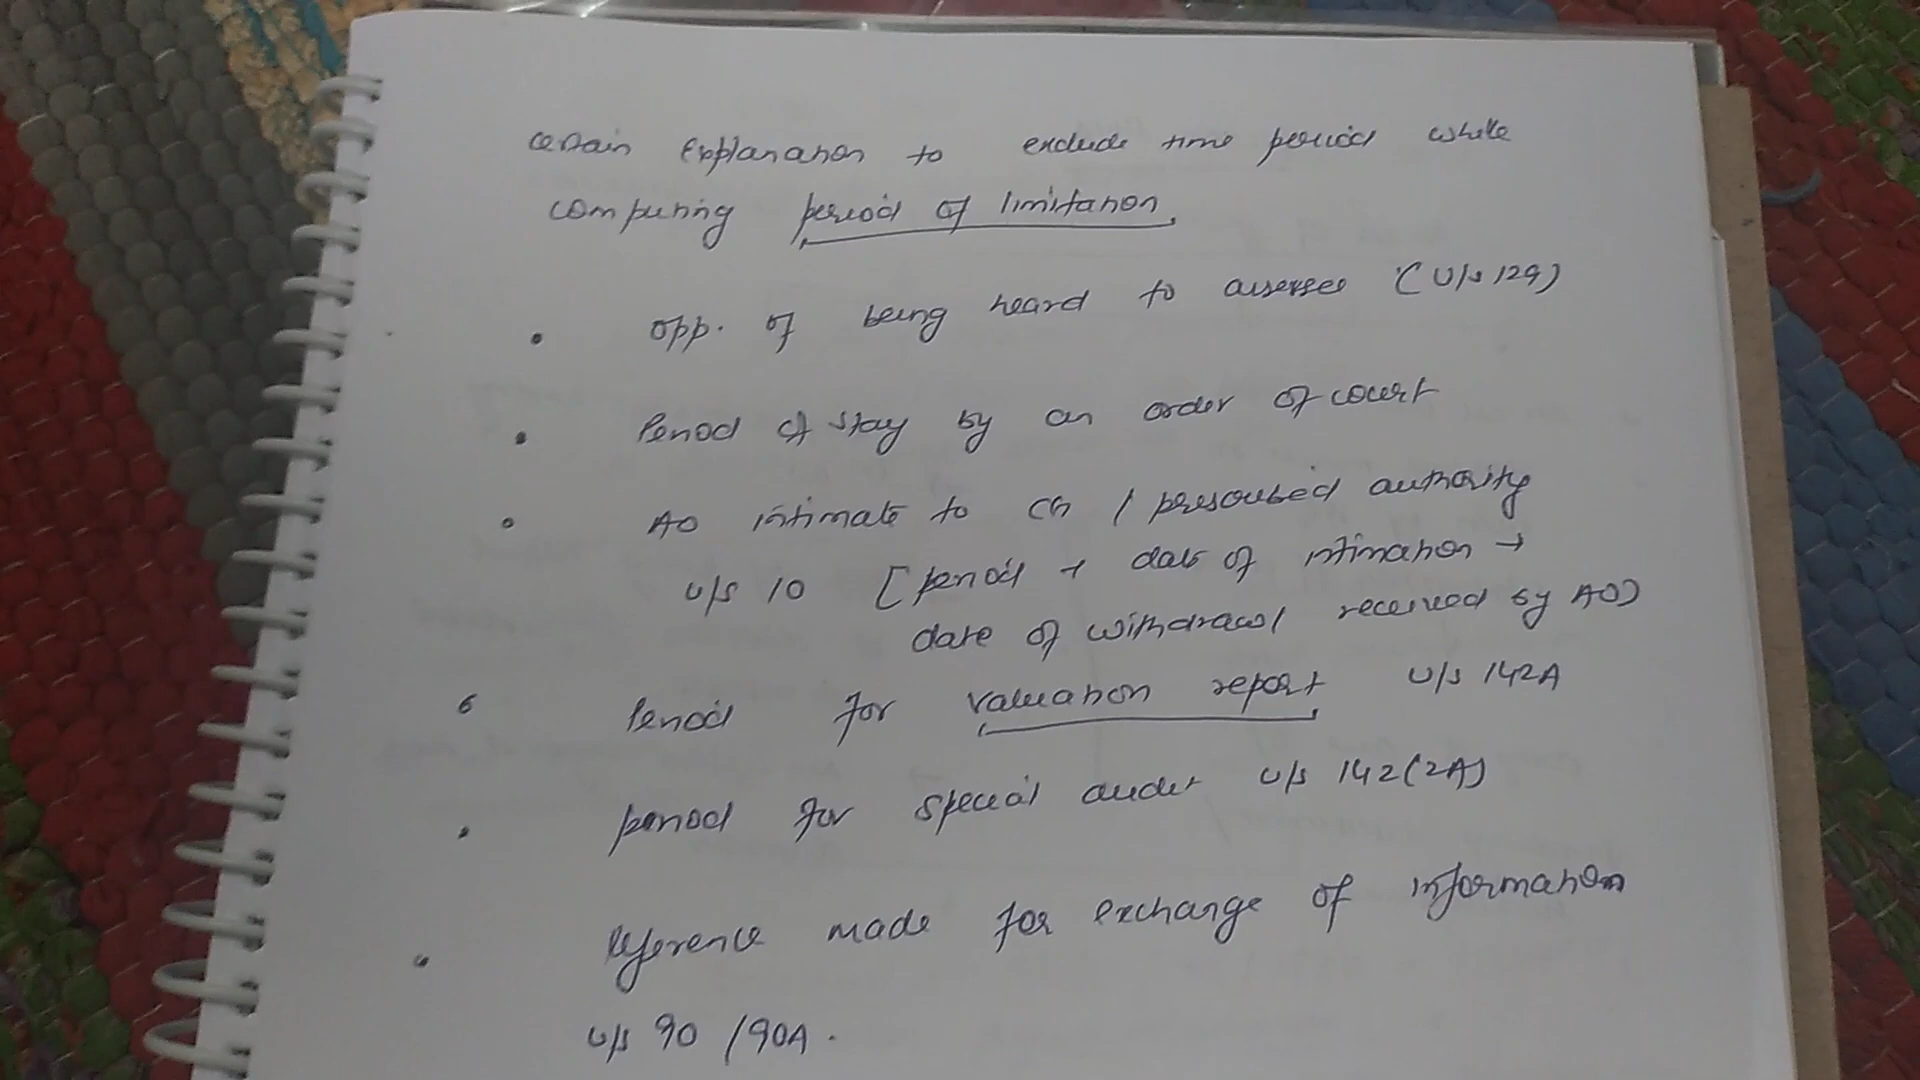 certain Explanation to exclude time period while
computing period of limitation.
• opp. of being heard to assessee (U/s 129)
• Period of stay by an order of court
• AO intimate to CG / prescribed authority
u/s 10 [period → date of intimation →
date of withdrawl received by AO]
• Period for valuation report u/s 142A
• period for special audit u/s 142(2A)
• Reference made for exchange of information
u/s 90 / 90A.